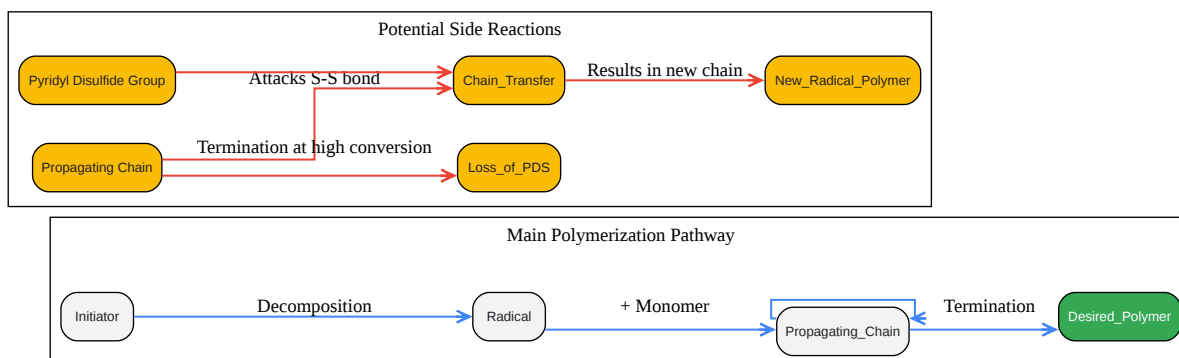 Potential Side Reactions
Pyridyl Disulfide Group
Attacks S-S bond
Chain_Transfer
Results in new chain
New_Radical_Polymer
Propagating Chain
Termination at high conversion
Loss_of_PDS
Main Polymerization Pathway
Initiator
Decomposition
Radical
+ Monomer
Propagating_Chain
Termination
Desired_Polymer